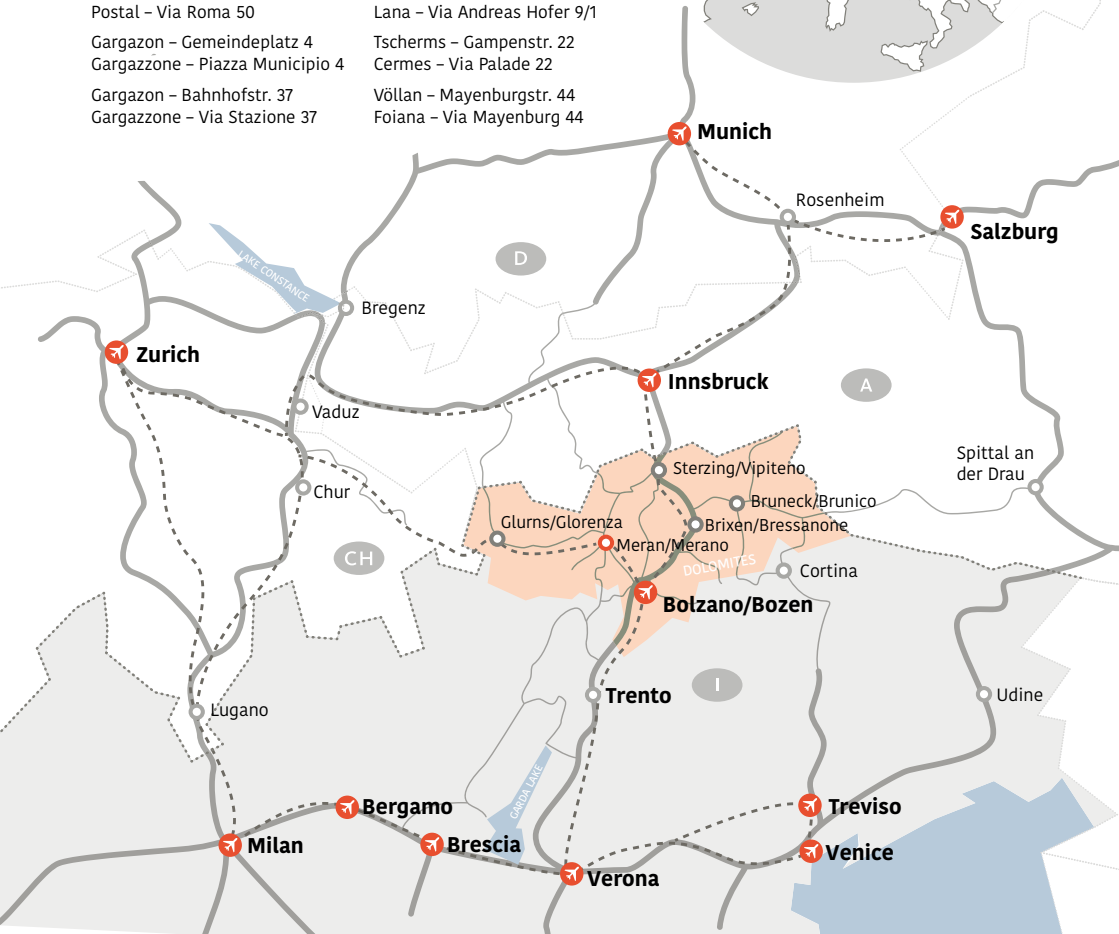 Postal – Via Roma 50
Gargazon – Gemeindeplatz 4
Gargazzone – Piazza Municipio 4
Gargazon – Bahnhofstr. 37
Gargazzone – Via Stazione 37
Lana – Via Andreas Hofer 9/1
Tscherms – Gampenstr. 22
Cermes – Via Palade 22
Völlan – Mayenburgstr. 44
Foiana – Via Mayenburg 44
Munich
Rosenheim
Salzburg
D
LAKE CONSTANCE
Bregenz
Zurich
Innsbruck
A
Vaduz
Spittal an
der Drau
Sterzing/Vipiteno
Chur
Bruneck/Brunico
Glurns/Glorenza
Brixen/Bressanone
Meran/Merano
CH
DOLOMITES
Cortina
Bolzano/Bozen
I
Trento
Udine
Lugano
GARDA LAKE
Bergamo
Treviso
Milan
Brescia
Venice
Verona